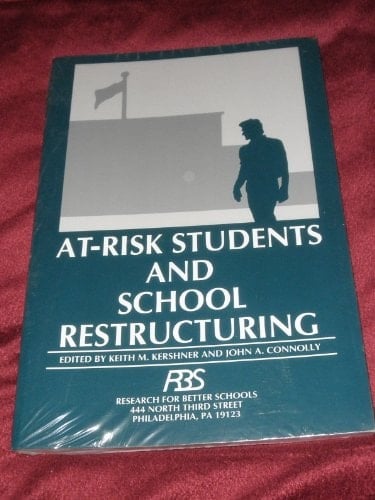 AT-RISK STUDENTS
AND
SCHOOL
RESTRUCTURING
EDITED BY KEITH M. KERSHNER AND JOHN A. CONNOLLY
RBS
RESEARCH FOR BETTER SCHOOLS
444 NORTH THIRD STREET
PHILADELPHIA, PA 19123